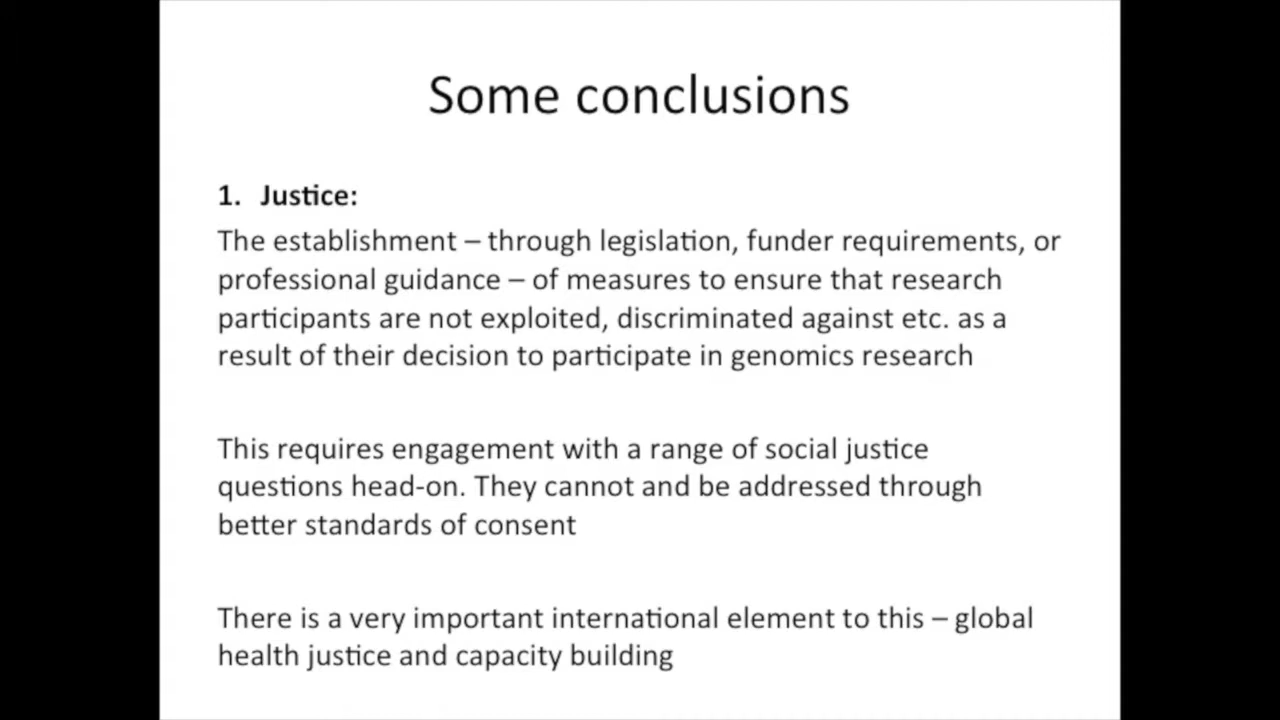 Some conclusions
1. Justice:
The establishment – through legislation, funder requirements, or
professional guidance – of measures to ensure that research
participants are not exploited, discriminated against etc. as a
result of their decision to participate in genomics research
This requires engagement with a range of social justice
questions head-on. They cannot and be addressed through
better standards of consent
There is a very important international element to this – global
health justice and capacity building